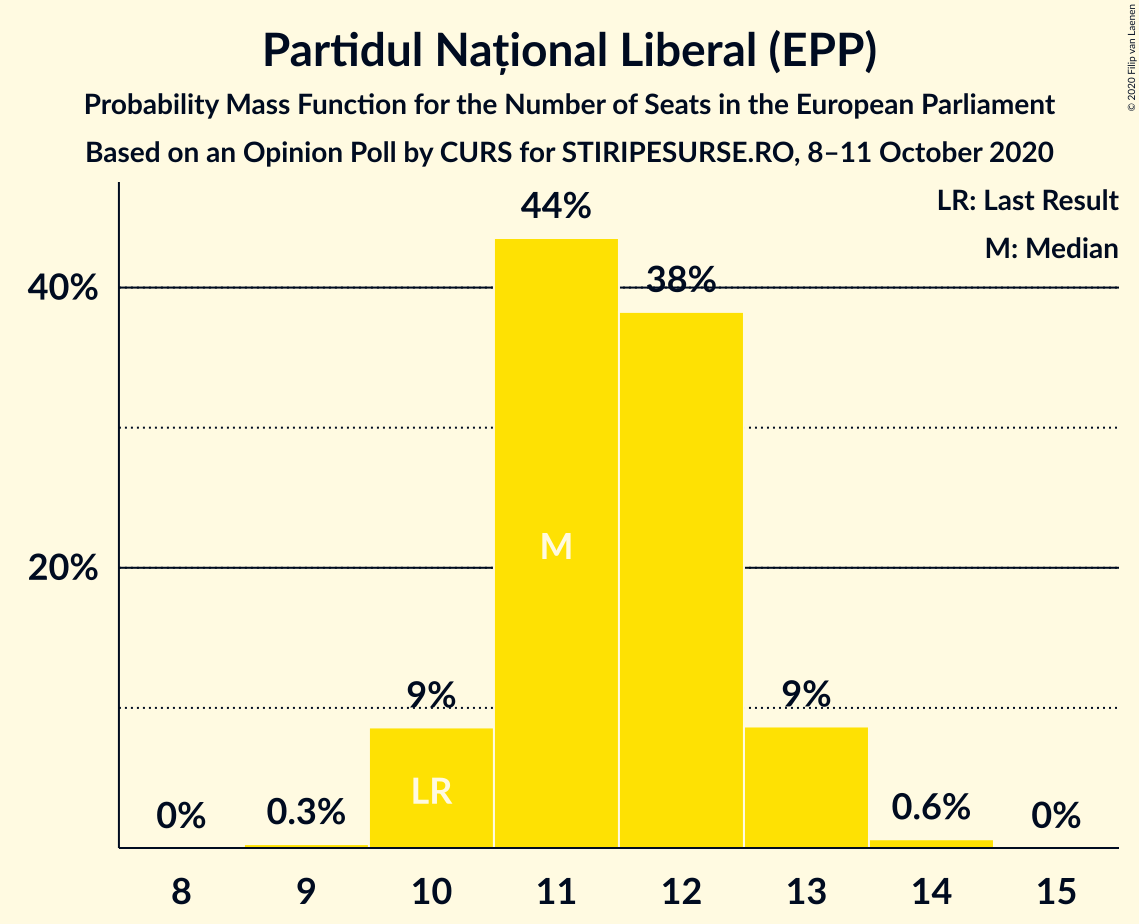 Partidul Național Liberal (EPP)
Probability Mass Function for the Number of Seats in the European Parliament
Based on an Opinion Poll by CURS for STIRIPESURSE.RO, 8–11 October 2020
© 2020 Filip van Laenen
LR: Last Result
M: Median
40%
20%
0%
0.3%
9%
44%
38%
9%
0.6%
0%
LR
M
8 9 10 11 12 13 14 15